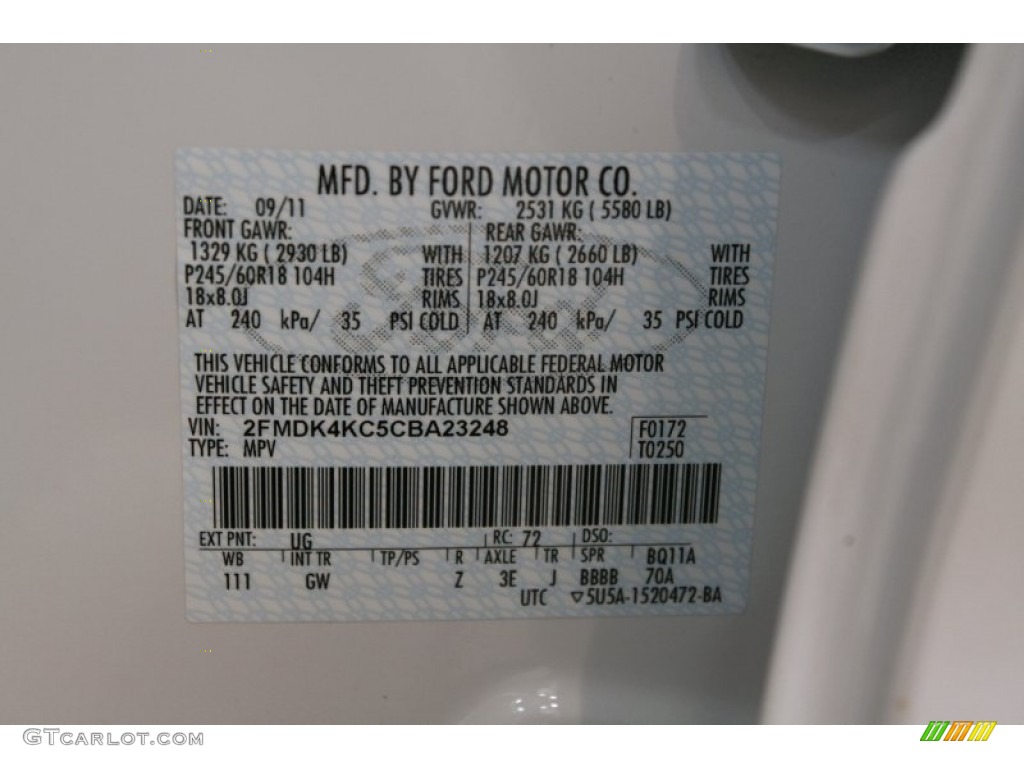 MFD. BY FORD MOTOR CO.
DATE: 09/11 GVWR: 2531 KG ( 5580 LB)
FRONT GAWR: REAR GAWR:
1329 KG ( 2930 LB) WITH 1207 KG ( 2660 LB) WITH
P245/60R18 104H TIRES P245/60R18 104H TIRES
18x8.0J RIMS 18x8.0J RIMS
AT 240 kPa/ 35 PSI COLD AT 240 kPa/ 35 PSI COLD
THIS VEHICLE CONFORMS TO ALL APPLICABLE FEDERAL MOTOR
VEHICLE SAFETY AND THEFT PREVENTION STANDARDS IN
EFFECT ON THE DATE OF MANUFACTURE SHOWN ABOVE.
VIN: 2FMDK4KC5CBA23248 F0172
TYPE: MPV T0250
EXT PNT: UG RC: 72 DSO:
WB INT TR TP/PS R AXLE TR SPR BQ11A
111 GW Z 3E J BBBB 70A
UTC ▽5U5A-1520472-BA
GTCarlot.com